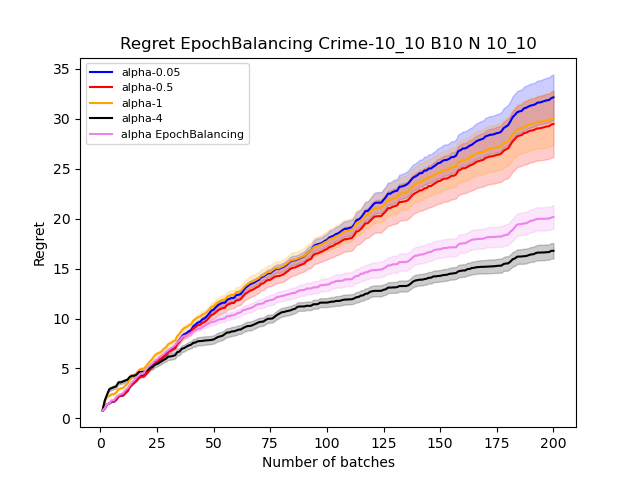 Regret EpochBalancing Crime-10_10 B10 N 10_10
alpha-0.05
alpha-0.5
alpha-1
alpha-4
alpha EpochBalancing
Regret
35
30
25
20
15
10
5
0
0 25 50 75 100 125 150 175 200
Number of batches